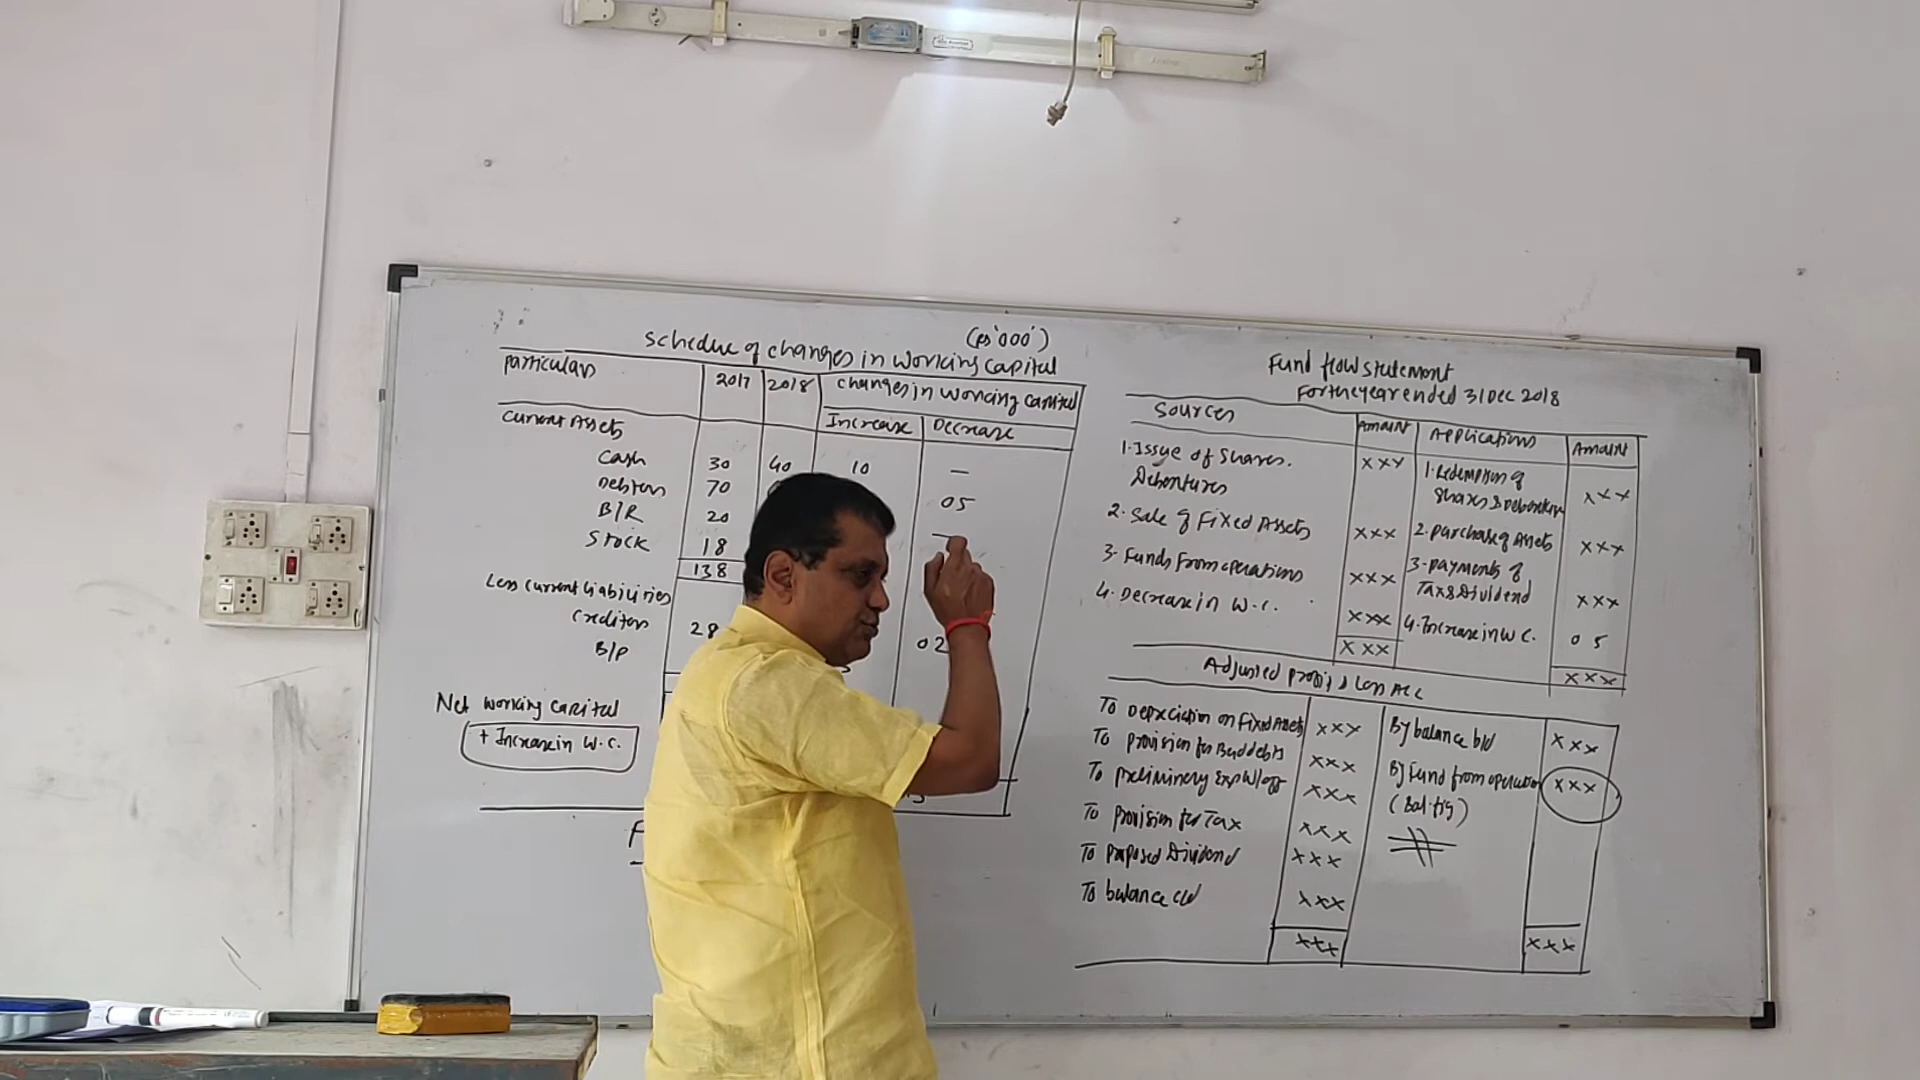 (Rs'000')
Schedule of changes in working capital
particulars 2017 2018 changes in working capital
Increase Decrease
Current Assets
Cash 30 40 10 —
Debtors 70 05
B/R 20 —
Stock 18
138
Less current liabilities
Creditors 28 02
B/P
Net working capital
+ Increase in W.C.
Fund flow statement
For the year ended 31 Dec 2018
Sources Amount Applications Amount
1. Issue of Shares. xxx 1. Redemption of
Debentures Shares & Debenture xxx
2. Sale of Fixed Assets xxx 2. purchase of Assets xxx
3. Funds from operations xxx 3. payments of
Tax & Dividend xxx
4. Decrease in W.C. xxx 4. Increase in W C. 05
xxx xxx
Adjusted profit & Loss Acc
To Depreciation on Fixed Assets xxx By balance b/d xxx
To provision for Bad debts xxx By Fund from operation xxx
To preliminery Exp W/off xxx (Bal.fig)
To provision for Tax xxx
To proposed Dividend xxx
To balance c/d xxx
xxx xxx